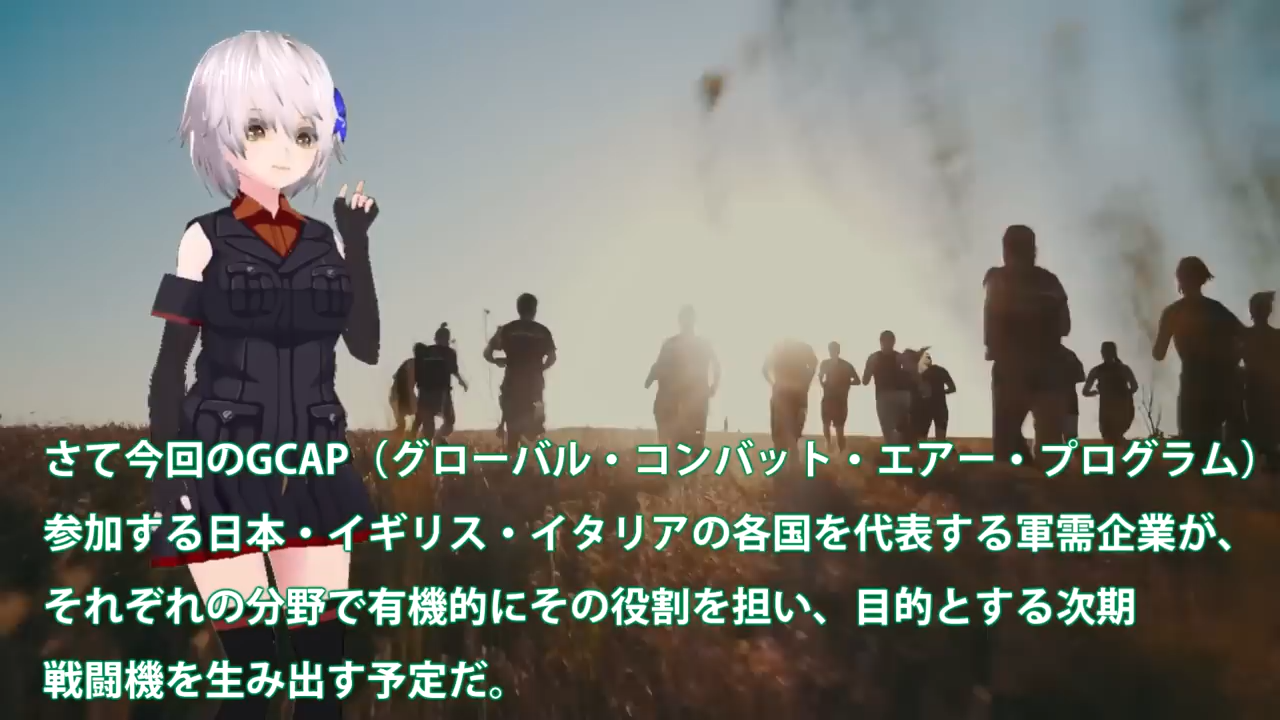 さて今回のGCAP（グローバル・コンバット・エアー・プログラム）
参加する日本・イギリス・イタリアの各国を代表する軍需企業が、
それぞれの分野で有機的にその役割を担い、目的とする次期
戦闘機を生み出す予定だ。